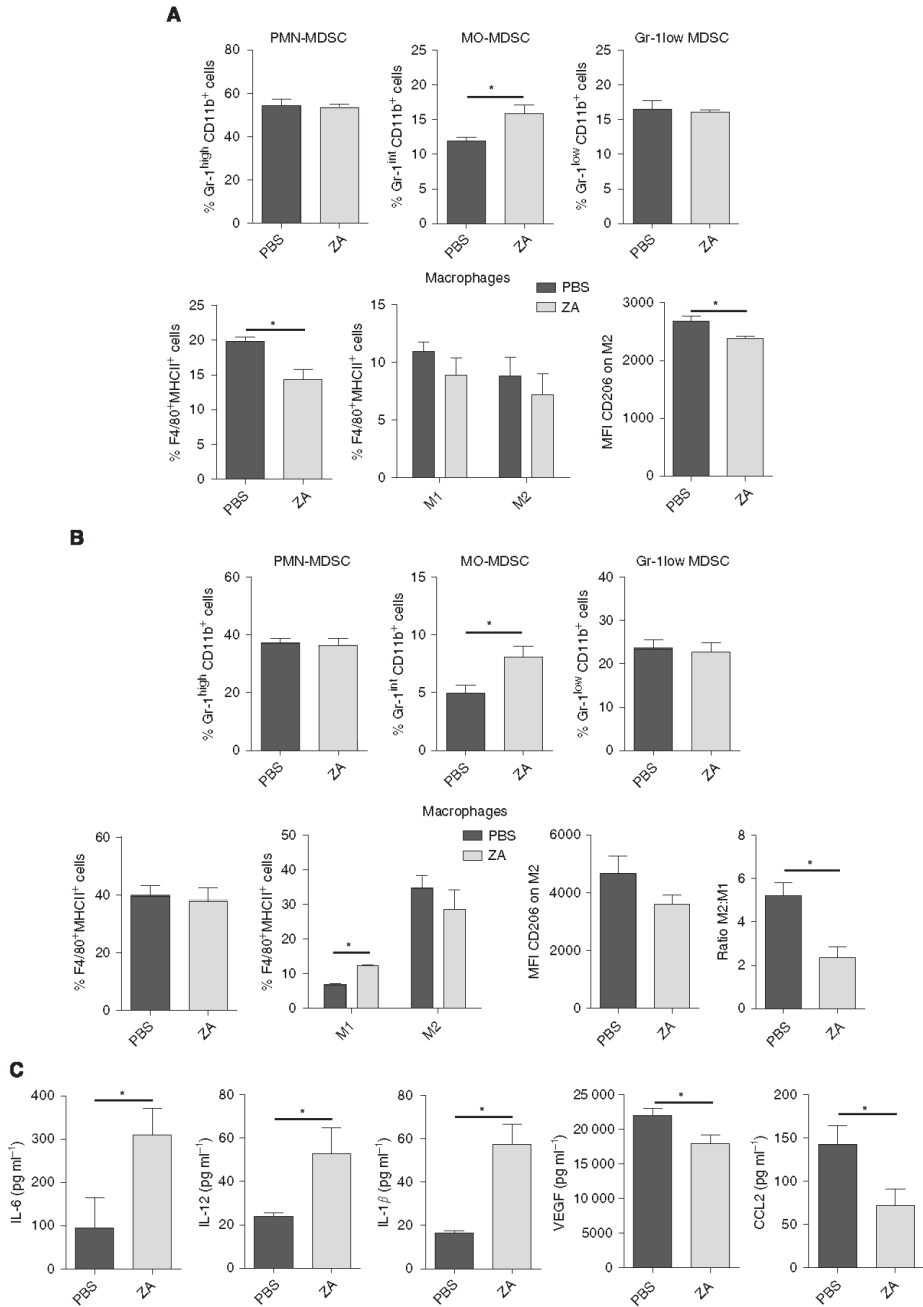 A
PMN-MDSC
MO-MDSC
Gr-1low MDSC
% Gr-1high CD11b+ cells
80
60
40
20
0
PBS
ZA
% Gr-1int CD11b+ cells
25
20
15
10
5
0
*
PBS
ZA
% Gr-1low CD11b+ cells
25
20
15
10
5
0
PBS
ZA
Macrophages
PBS
ZA
% F4/80+MHCII+ cells
25
20
15
10
5
0
*
PBS
ZA
% F4/80+MHCII+ cells
15
10
5
0
M1
M2
MFI CD206 on M2
3000
2000
1000
0
*
PBS
ZA
B
PMN-MDSC
MO-MDSC
Gr-1low MDSC
% Gr-1high CD11b+ cells
60
40
20
0
PBS
ZA
% Gr-1int CD11b+ cells
15
10
5
0
*
PBS
ZA
% Gr-1low CD11b+ cells
40
30
20
10
0
PBS
ZA
Macrophages
PBS
ZA
% F4/80+MHCII+ cells
60
40
20
0
PBS
ZA
% F4/80+MHCII+ cells
50
40
30
20
10
0
*
M1
M2
MFI CD206 on M2
6000
4000
2000
0
PBS
ZA
Ratio M2:M1
8
6
4
2
0
*
PBS
ZA
C
IL-6 (pg ml−1)
400
300
200
100
0
*
PBS
ZA
IL-12 (pg ml−1)
80
60
40
20
0
*
PBS
ZA
IL-1β (pg ml−1)
80
60
40
20
0
*
PBS
ZA
VEGF (pg ml−1)
25 000
20 000
15 000
10 000
5000
0
*
PBS
ZA
CCL2 (pg ml−1)
200
150
100
50
0
*
PBS
ZA